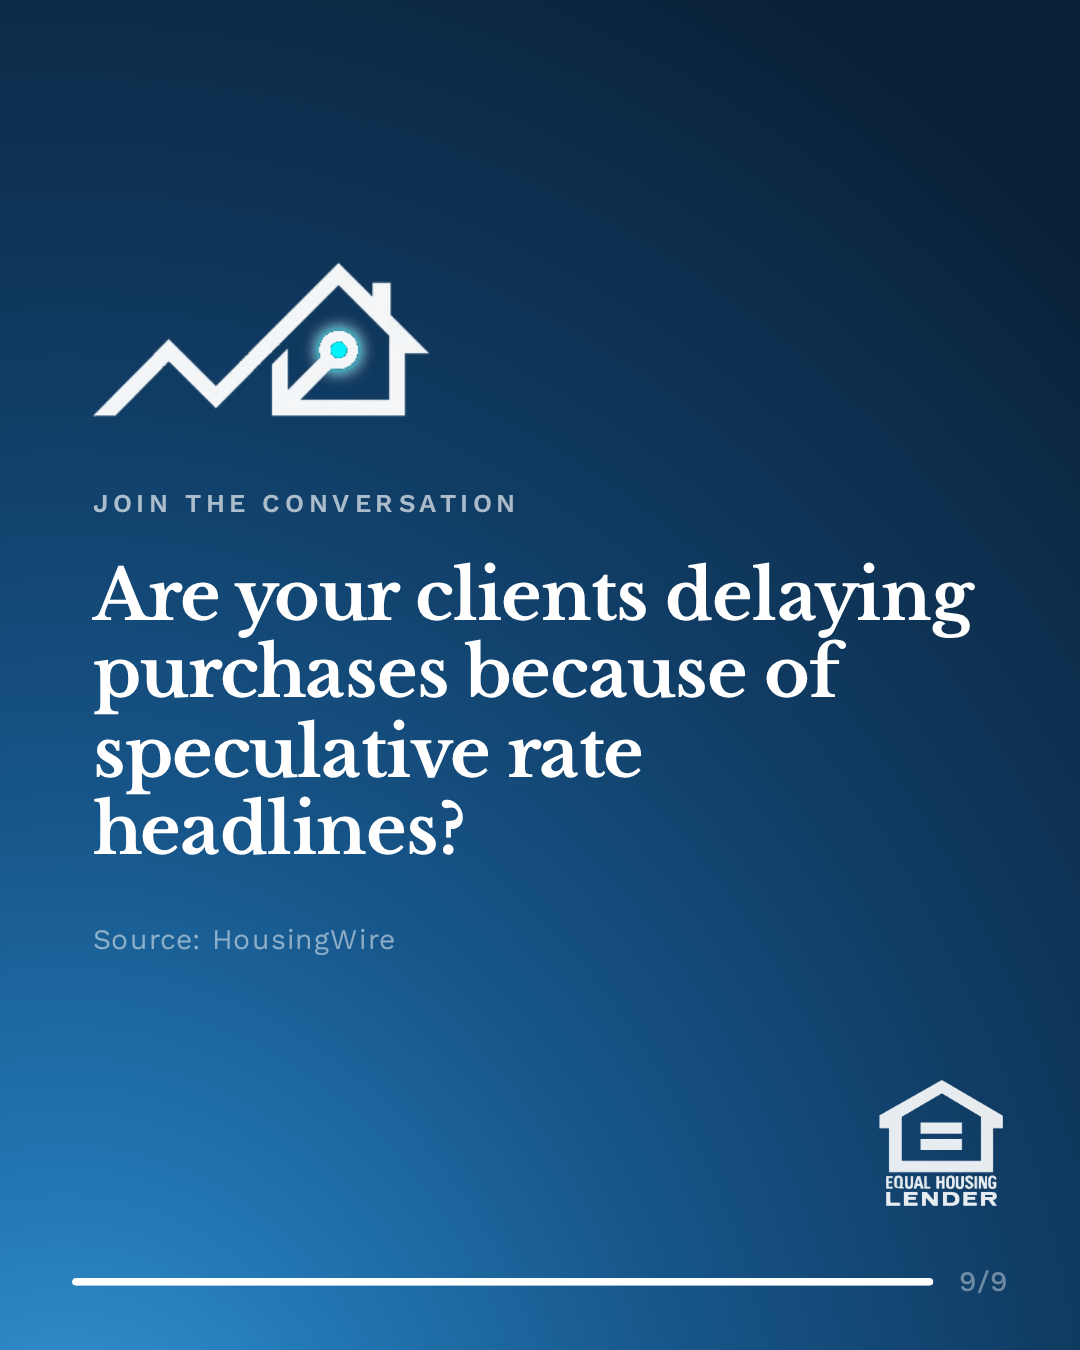 JOIN THE CONVERSATION
Are your clients delaying
purchases because of
speculative rate
headlines?
Source: HousingWire
EQUAL HOUSING
LENDER
9/9